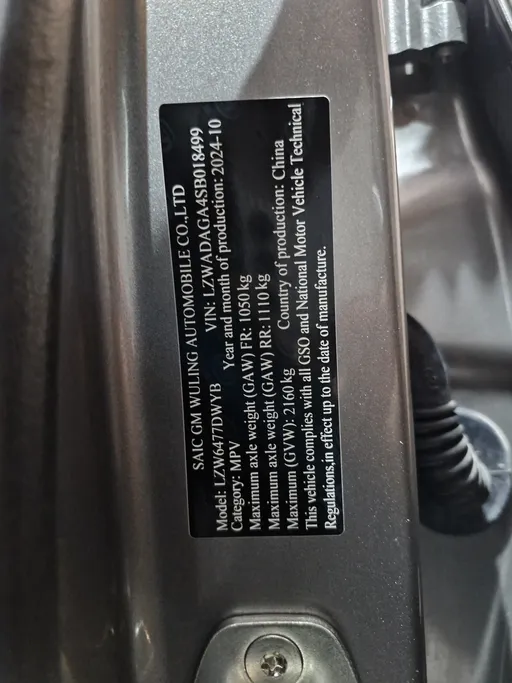 SAIC GM WULING AUTOMOBILE CO.,LTD
Model: LZW6477DWYB VIN: LZWADAGA4SB018499
Category: MPV Year and month of production: 2024-10
Maximum axle weight (GAW) FR: 1050 kg
Maximum axle weight (GAW) RR: 1110 kg
Maximum (GVW): 2160 kg Country of production: China
This vehicle complies with all GSO and National Motor Vehicle Technical
Regulations,in effect up to the date of manufacture.